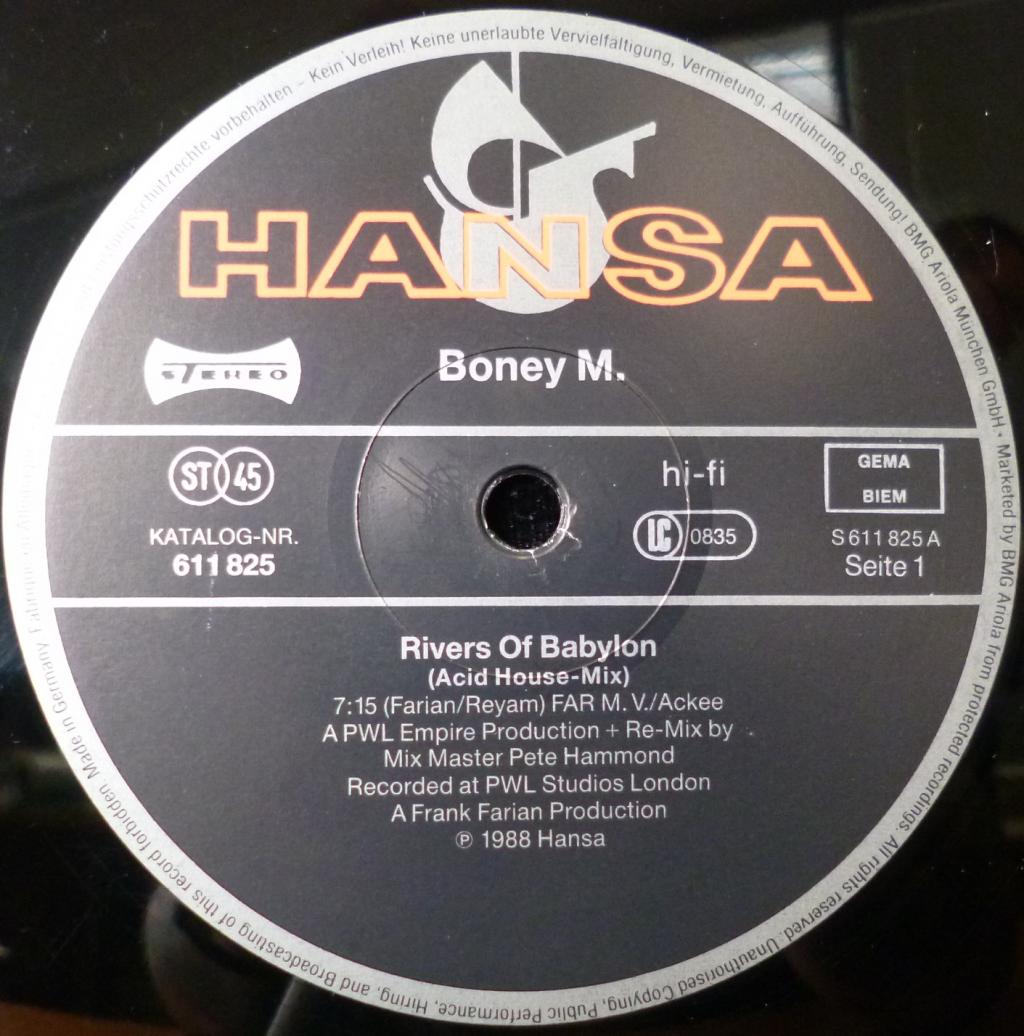 Leistungsschutzrechte vorbehalten – Kein Verleih! Keine unerlaubte Vervielfältigung, Vermietung, Aufführung, Sendung! BMG Ariola München GmbH • Marketed by BMG Ariola from protected recordings. All rights reserved. Unauthorised Copying, Public Performance, Hiring, and Broadcasting of this record forbidden. Made in Germany
HANSA
STEREO
Boney M.
ST 45
hi-fi
GEMA
BIEM
KATALOG-NR.
LC 0835
S 611 825 A
611 825
Seite 1
Rivers Of Babylon
(Acid House-Mix)
7:15 (Farian/Reyam) FAR M. V./Ackee
A PWL Empire Production + Re-Mix by
Mix Master Pete Hammond
Recorded at PWL Studios London
A Frank Farian Production
℗ 1988 Hansa